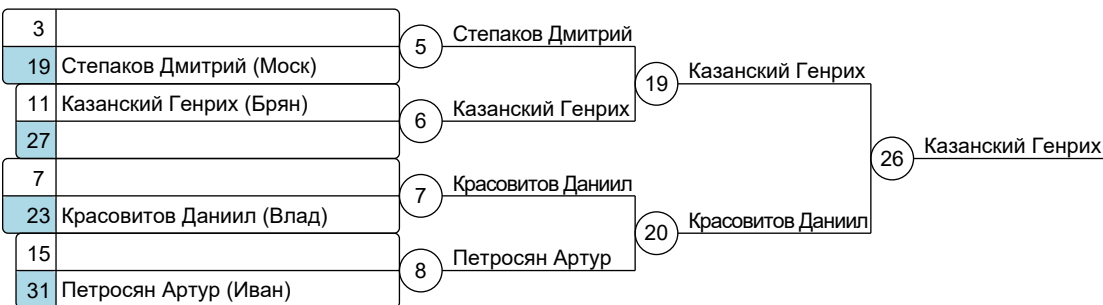 3
19 Степаков Дмитрий (Моск)
11 Казанский Генрих (Брян)
27
7
23 Красовитов Даниил (Влад)
15
31 Петросян Артур (Иван)
5 Степаков Дмитрий
6 Казанский Генрих
7 Красовитов Даниил
8 Петросян Артур
19 Казанский Генрих
20 Красовитов Даниил
26 Казанский Генрих